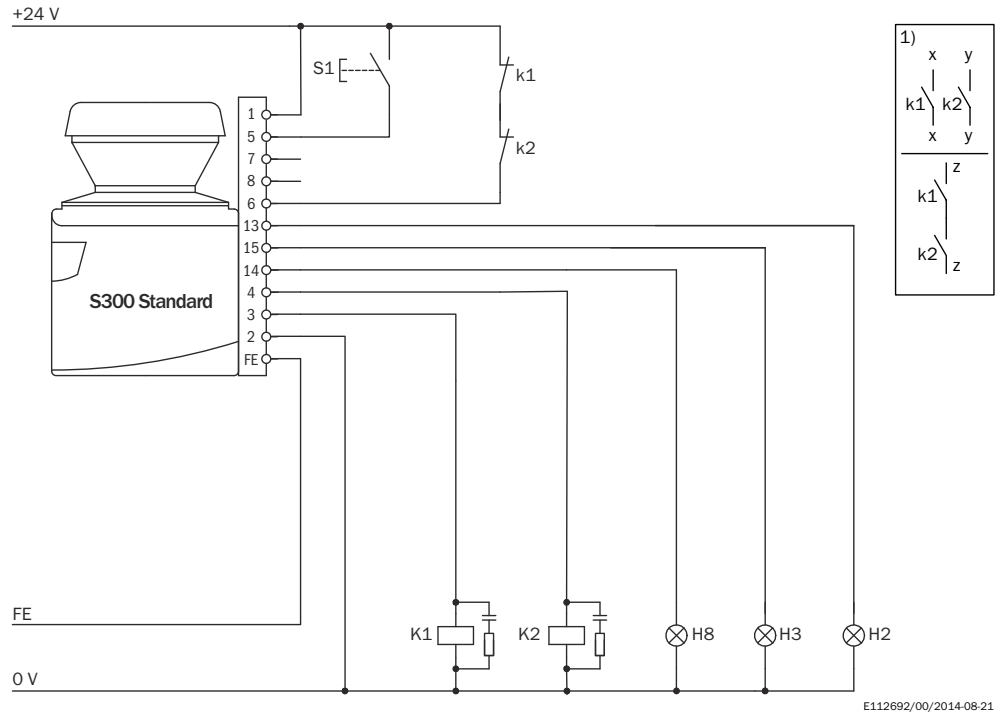 +24 V
1)
x y
S1
k1
k1 k2
1
x y
5
k2
7
z
8
k1
6
13
15
k2
14
z
S300 Standard
4
3
2
FE
FE
K1
K2
H8
H3
H2
0 V
E112692/00/2014-08-21